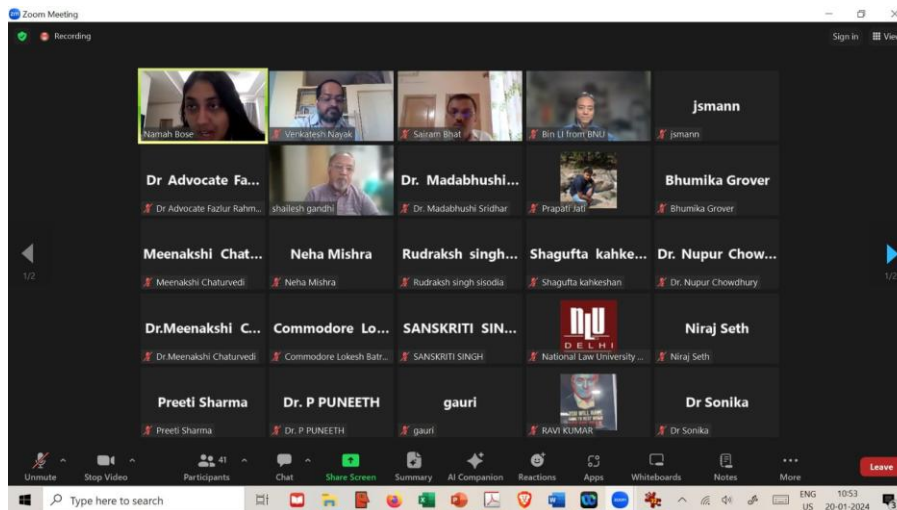 Zoom Meeting
Recording
Sign in
View
Namah Bose
Venkatesh Nayak
Sairam Bhat
Bin LI from BNU
jsmann
jsmann
Dr Advocate Fa...
Dr Advocate Fazlur Rahm...
shailesh gandhi
Dr. Madabhushi...
Dr. Madabhushi Sridhar
Prapati Jati
Bhumika Grover
Bhumika Grover
1/2
1/2
Meenakshi Chat...
Meenakshi Chaturvedi
Neha Mishra
Neha Mishra
Rudraksh singh...
Rudraksh singh sisodia
Shagufta kahke...
Shagufta kahkeshan
Dr. Nupur Chow...
Dr. Nupur Chowdhury
Dr.Meenakshi C...
Dr.Meenakshi Chaturvedi
Commodore Lo...
Commodore Lokesh Batr...
SANSKRITI SIN...
SANSKRITI SINGH
NLU
DELHI
National Law University ...
Niraj Seth
Niraj Seth
Preeti Sharma
Preeti Sharma
Dr. P PUNEETH
Dr. P PUNEETH
gauri
gauri
RAVI KUMAR
Dr Sonika
Dr Sonika
Unmute
Stop Video
41
Participants
Chat
Share Screen
Summary
AI Companion
Reactions
Apps
Whiteboards
Notes
More
Leave
Type here to search
ENG
US
10:53
20-01-2024